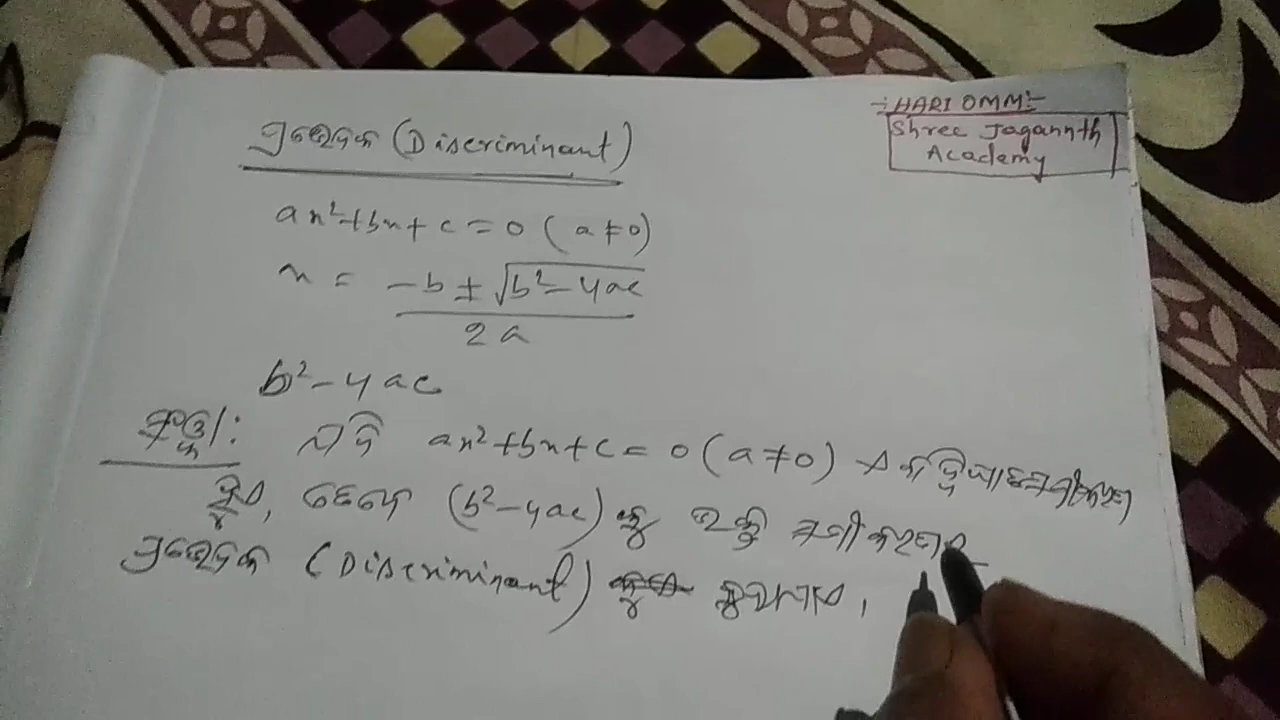 ÷HARI OMM:-
Shree Jagannth
Academy
ପ୍ରଭେଦକ (Discriminant)
ax²+bx+c=0 (a≠0)
x = (-b±√(b²-4ac))/2a
b²-4ac
ସଂଜ୍ଞା: ଯଦି ax²+bx+c=0 (a≠0) ଏକ ଦ୍ୱିଘାତ ସମୀକରଣ
ହୁଏ, ତେବେ (b²-4ac) କୁ ଉକ୍ତ ସମୀକରଣର
ପ୍ରଭେଦକ (Discriminant) କୁହାଯାଏ ।